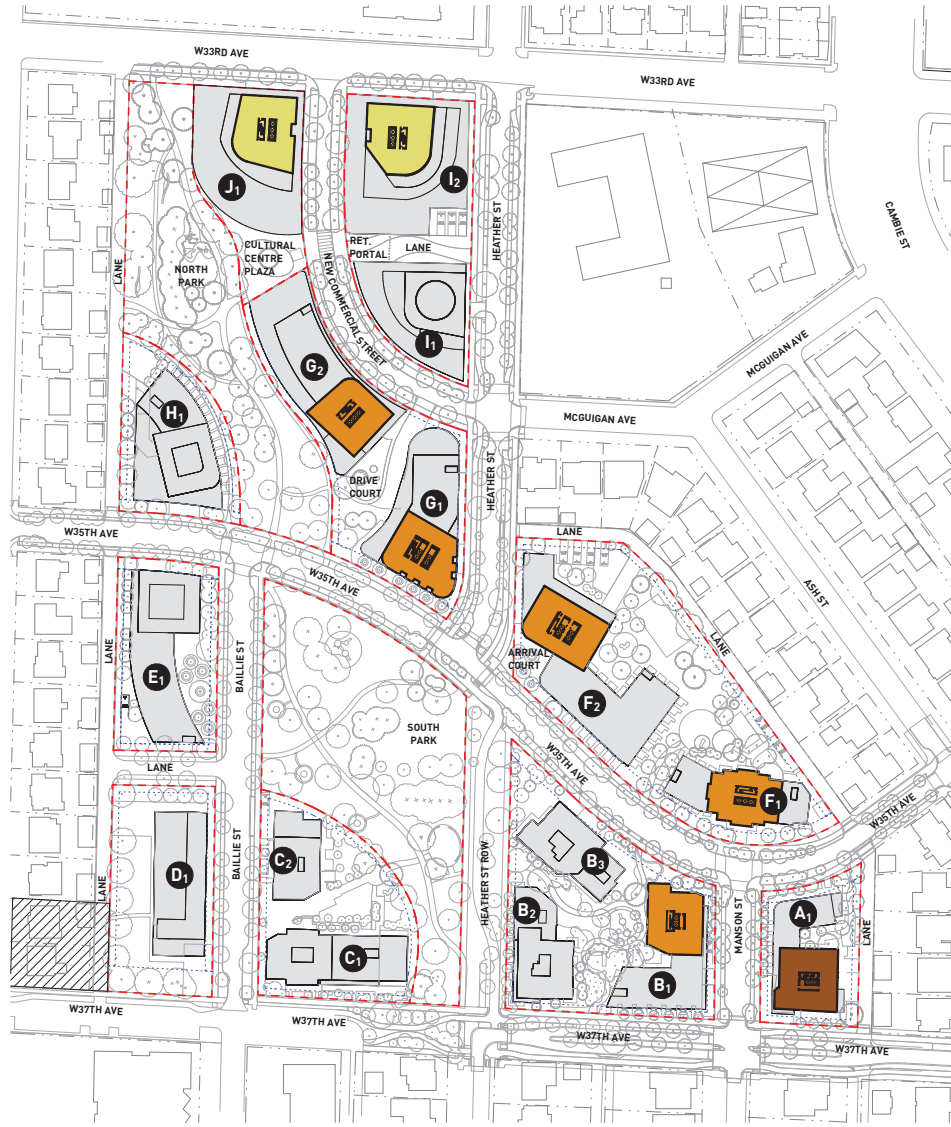 W33RD AVE
W33RD AVE
J1
I2
HEATHER ST
CAMBIE ST
CULTURAL
CENTRE
PLAZA
RET.
PORTAL
LANE
NORTH
PARK
LANE
NEW COMMERCIAL STREET
I1
G2
MCGUIGAN AVE
MCGUIGAN AVE
H1
DRIVE
COURT
G1
HEATHER ST
W35TH AVE
LANE
W35TH AVE
ASH ST
LANE
LANE
ARRIVAL
COURT
E1
BAILLIE ST
F2
SOUTH
PARK
LANE
W35TH AVE
F1
W35TH AVE
D1
BAILLIE ST
C2
B3
LANE
HEATHER ST ROW
B2
MANSON ST
A1
LANE
C1
B1
W37TH AVE
W37TH AVE
W37TH AVE
W37TH AVE